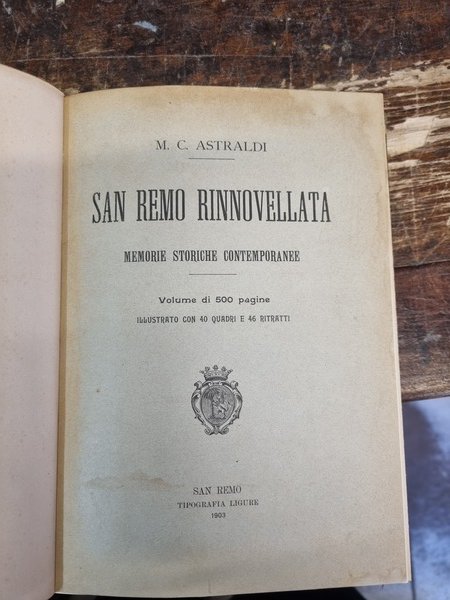 M. C. ASTRALDI
SAN REMO RINNOVELLATA
MEMORIE STORICHE CONTEMPORANEE
Volume di 500 pagine
ILLUSTRATO CON 40 QUADRI E 46 RITRATTI
SAN REMO
TIPOGRAFIA LIGURE
1903